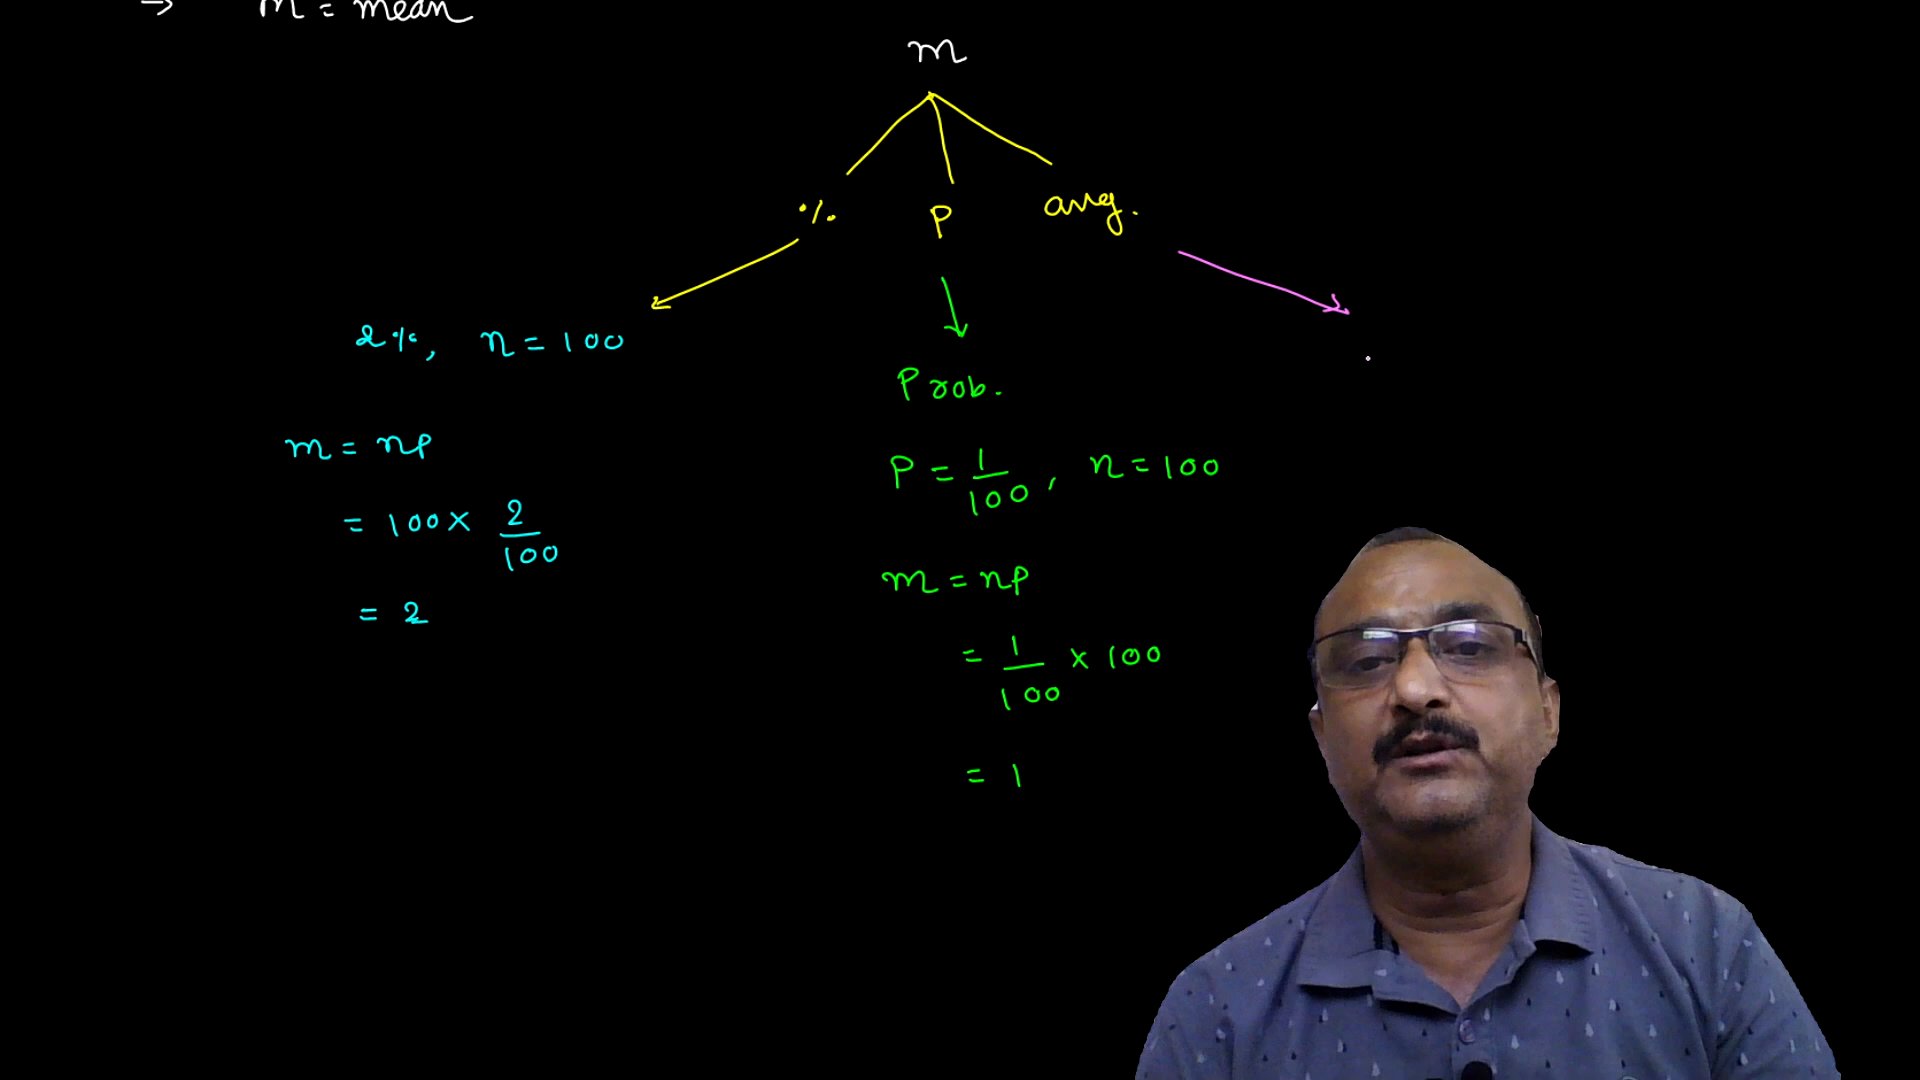 → m = mean
m
% P avg.
2%, n = 100
m = np
= 100 × 2/100
= 2
Prob.
P = 1/100, n = 100
m = np
= 1/100 × 100
= 1